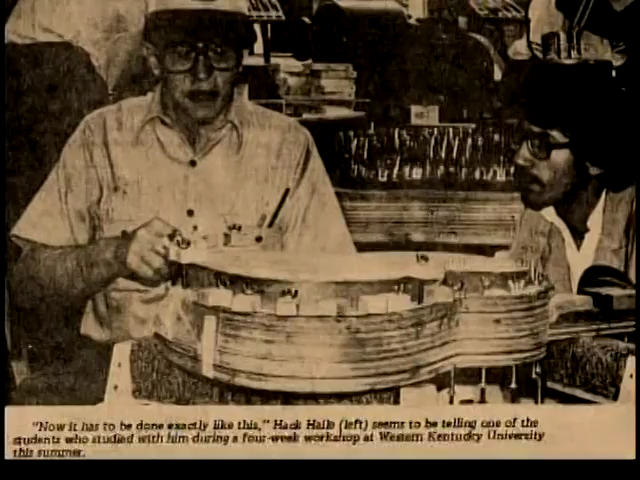 "Now it has to be done exactly like this," Hack Haile (left) seems to be telling one of the
students who studied with him during a four-week workshop at Western Kentucky University
this summer.